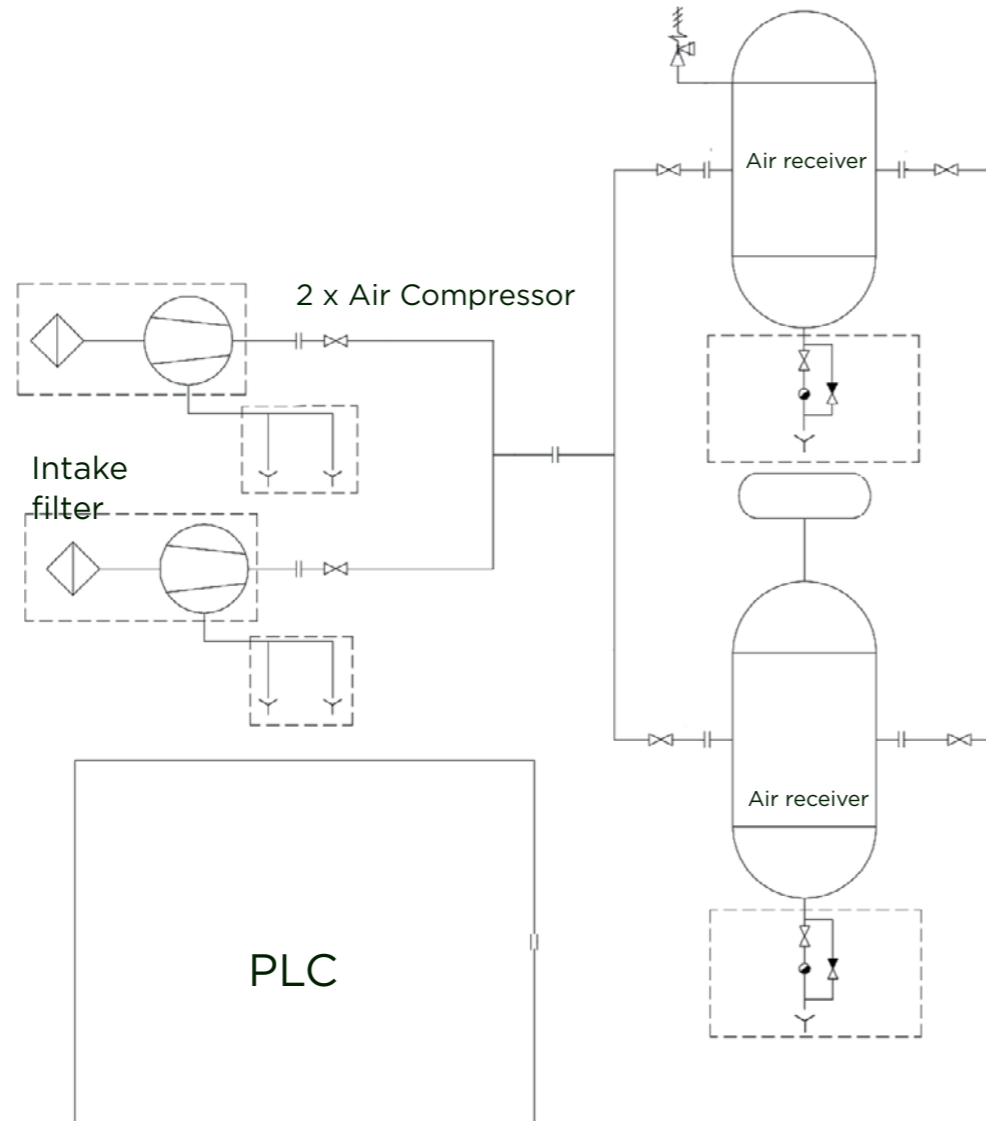 Air receiver
2 x Air Compressor
Intake
filter
Air receiver
PLC